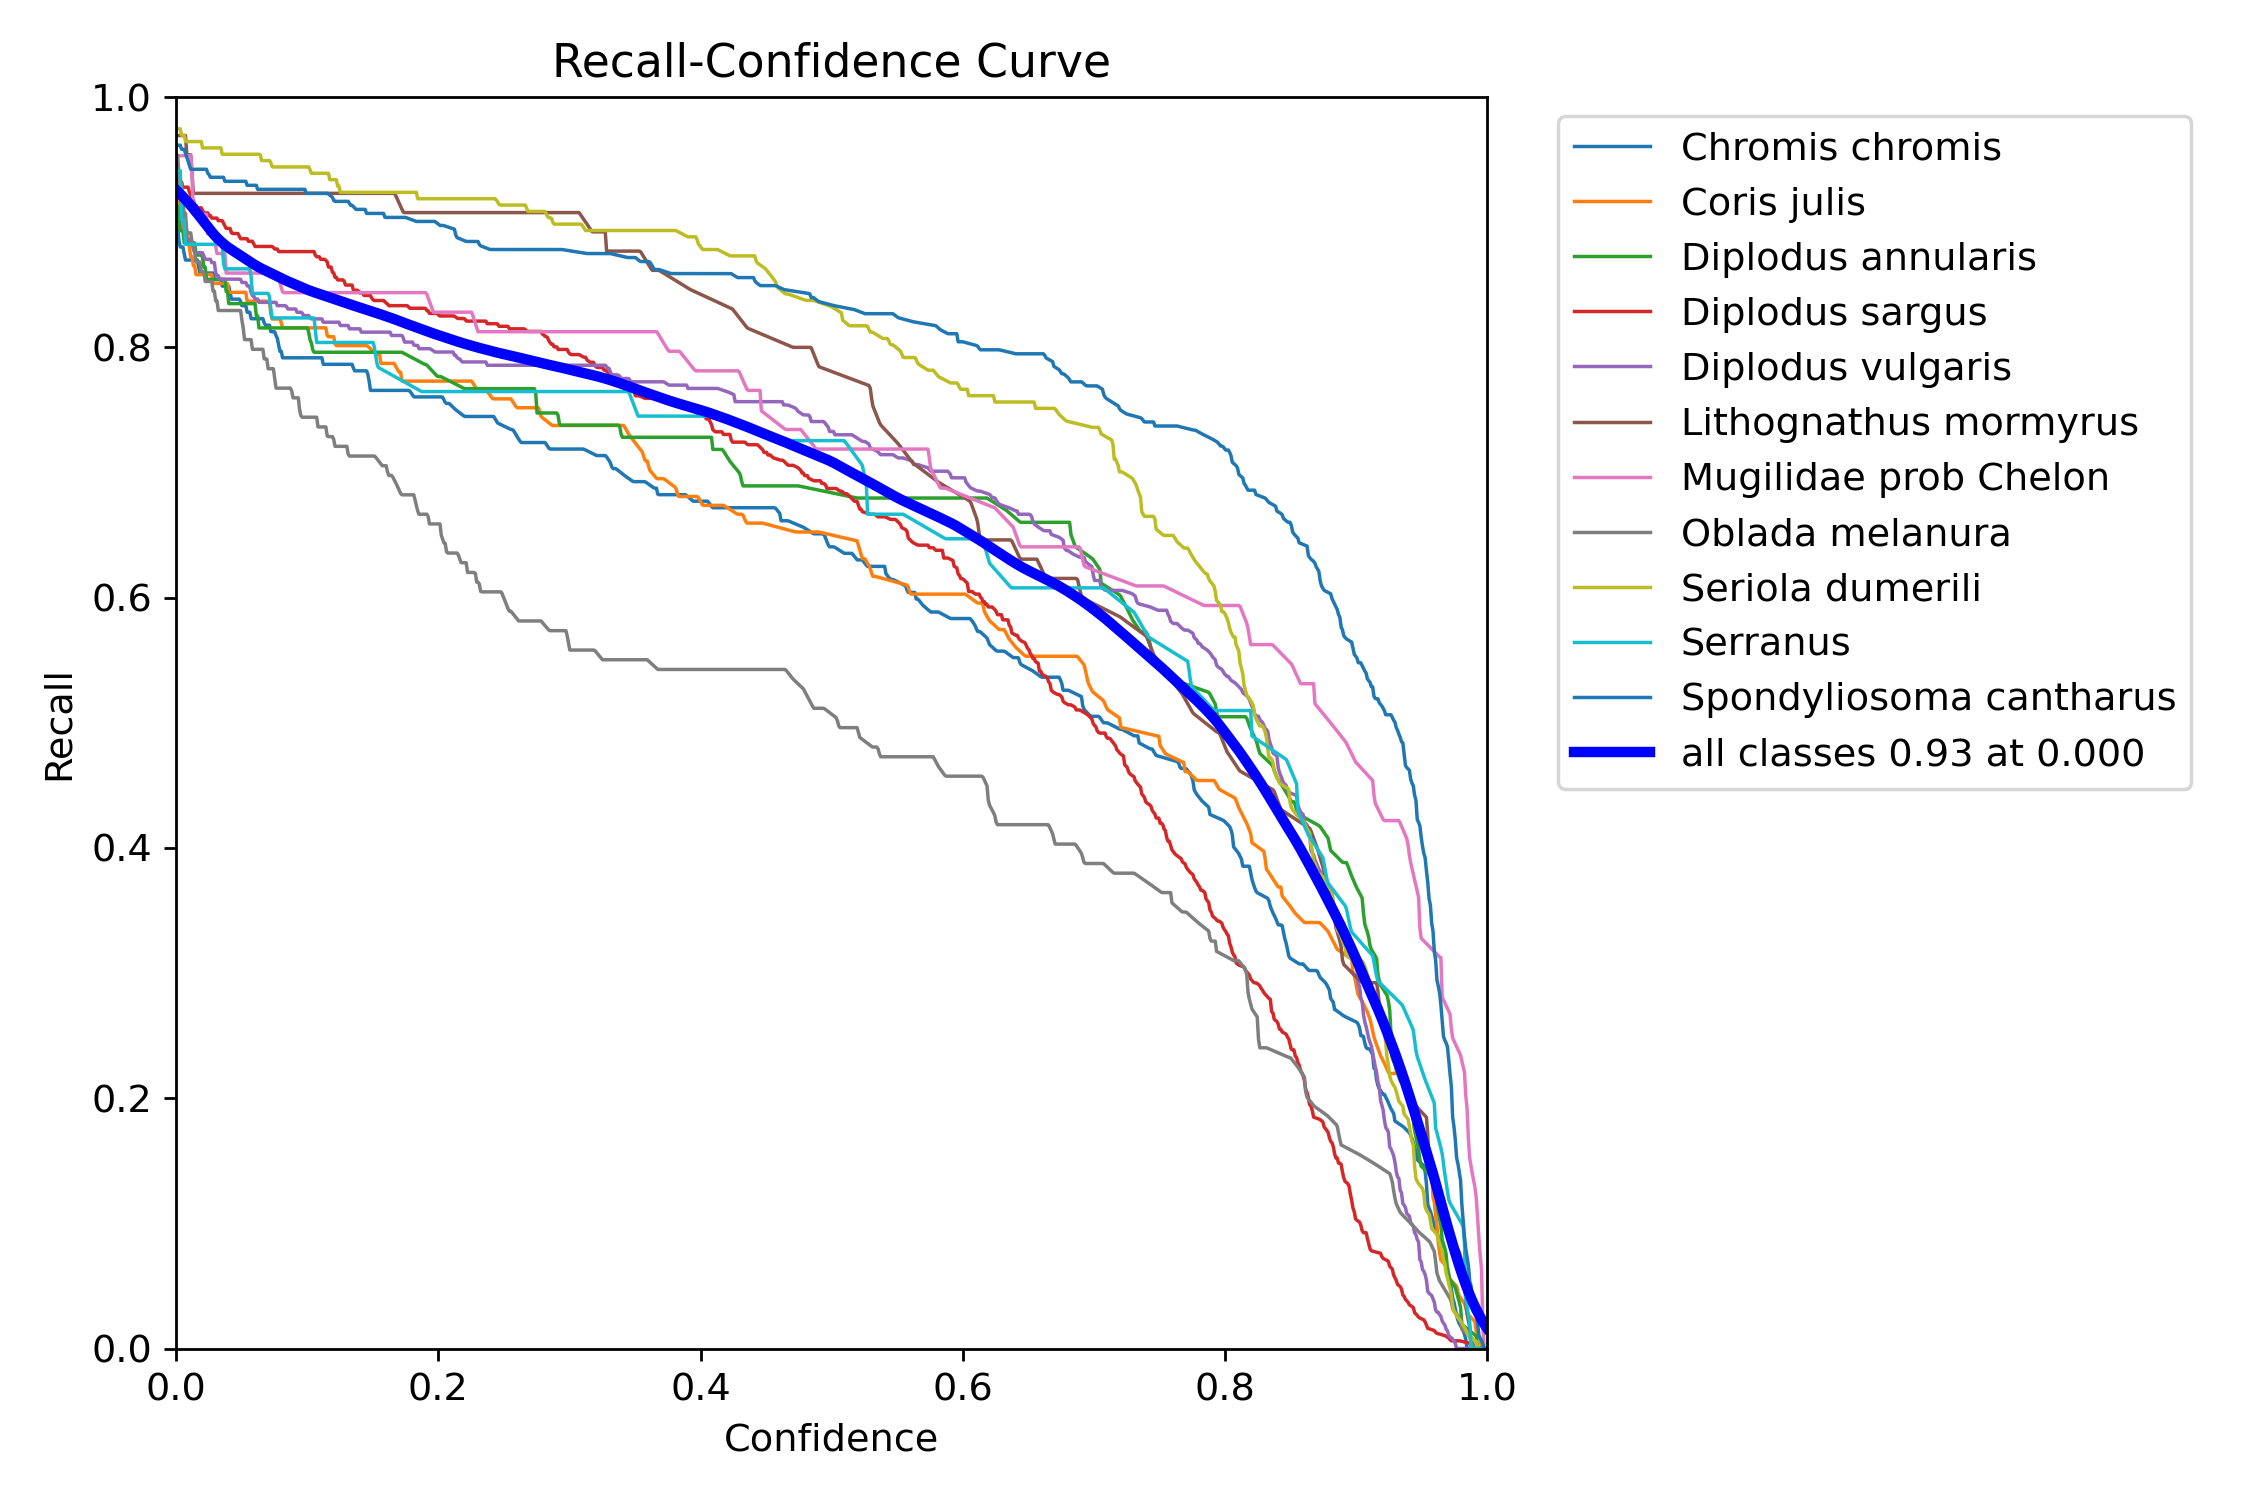 Recall-Confidence Curve
1.0
0.8
0.6
0.4
0.2
0.0
Recall
0.0 0.2 0.4 0.6 0.8 1.0
Confidence
Chromis chromis
Coris julis
Diplodus annularis
Diplodus sargus
Diplodus vulgaris
Lithognathus mormyrus
Mugilidae prob Chelon
Oblada melanura
Seriola dumerili
Serranus
Spondyliosoma cantharus
all classes 0.93 at 0.000